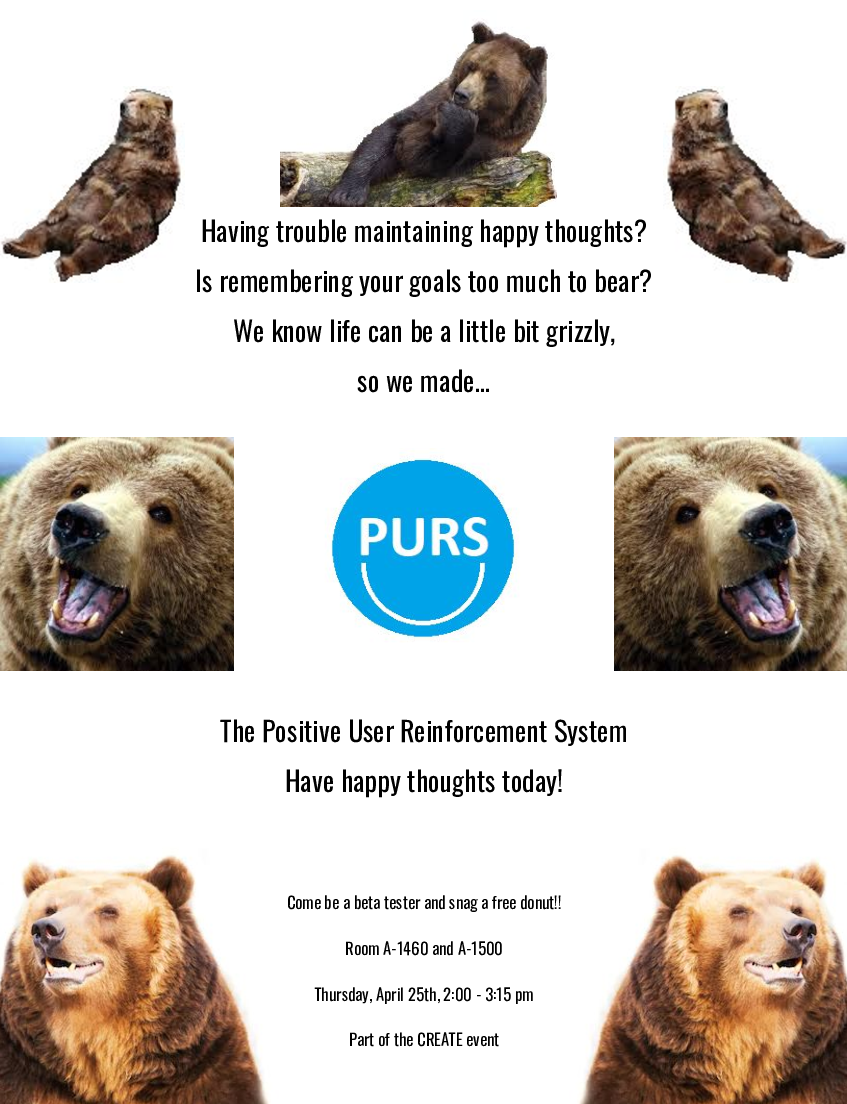 Having trouble maintaining happy thoughts?
Is remembering your goals too much to bear?
We know life can be a little bit grizzly,
so we made...
PURS
The Positive User Reinforcement System
Have happy thoughts today!
Come be a beta tester and snag a free donut!!
Room A-1460 and A-1500
Thursday, April 25th, 2:00 - 3:15 pm
Part of the CREATE event